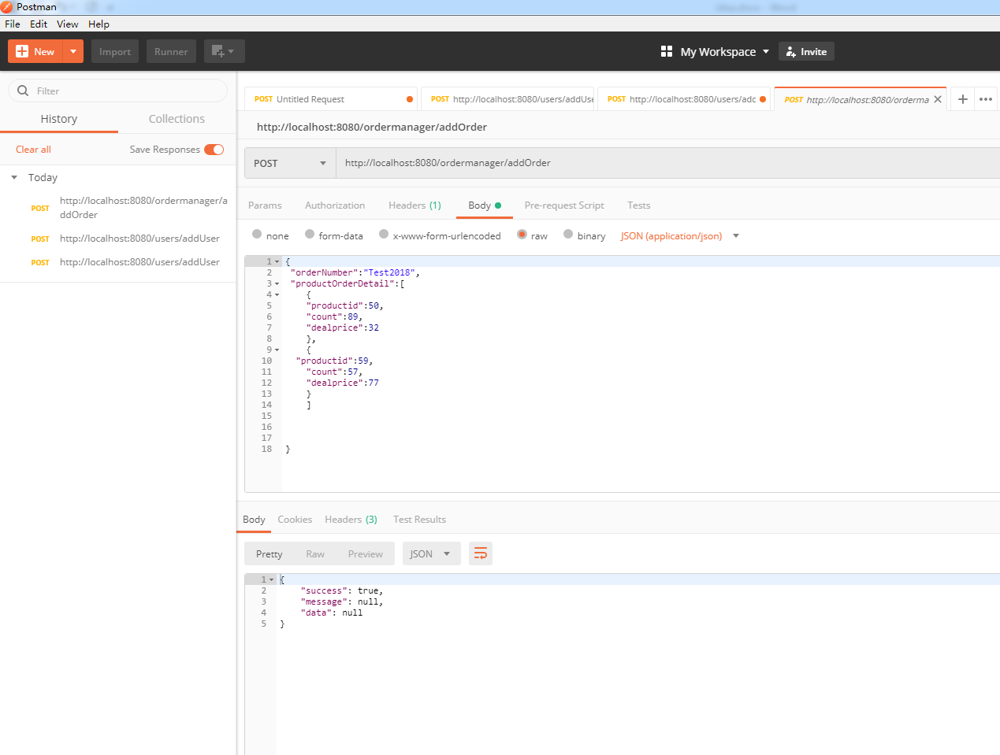 Postman
File Edit View Help
New Import Runner My Workspace Invite
Filter
History Collections
Clear all Save Responses
Today
POST http://localhost:8080/ordermanager/a
ddOrder
POST http://localhost:8080/users/addUser
POST http://localhost:8080/users/addUser
POST Untitled Request
POST http://localhost:8080/users/addUse
POST http://localhost:8080/users/adc
POST http://localhost:8080/orderma
http://localhost:8080/ordermanager/addOrder
POST http://localhost:8080/ordermanager/addOrder
Params Authorization Headers (1) Body Pre-request Script Tests
none form-data x-www-form-urlencoded raw binary JSON (application/json)
1 {
2 "orderNumber":"Test2018",
3 "productOrderDetail":[
4 {
5 "productid":50,
6 "count":89,
7 "dealprice":32
8 },
9 {
10 "productid":59,
11 "count":57,
12 "dealprice":77
13 }
14 ]
15
16
17
18 }
Body Cookies Headers (3) Test Results
Pretty Raw Preview JSON
1 {
2 "success": true,
3 "message": null,
4 "data": null
5 }